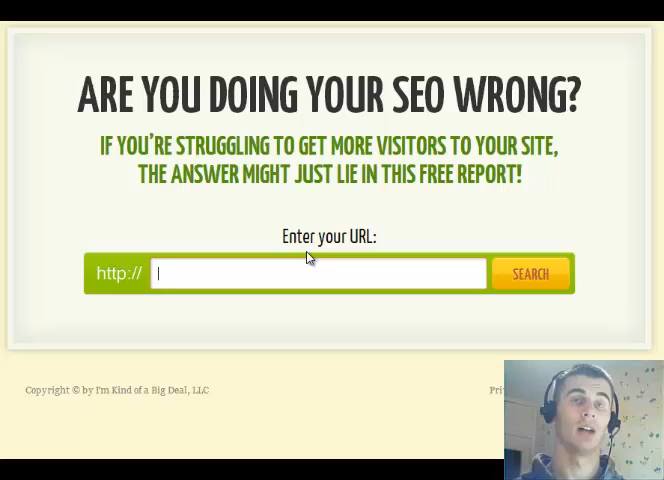 ARE YOU DOING YOUR SEO WRONG?
IF YOU'RE STRUGGLING TO GET MORE VISITORS TO YOUR SITE,
THE ANSWER MIGHT JUST LIE IN THIS FREE REPORT!
Enter your URL:
http:// SEARCH
Copyright © by I'm Kind of a Big Deal, LLC